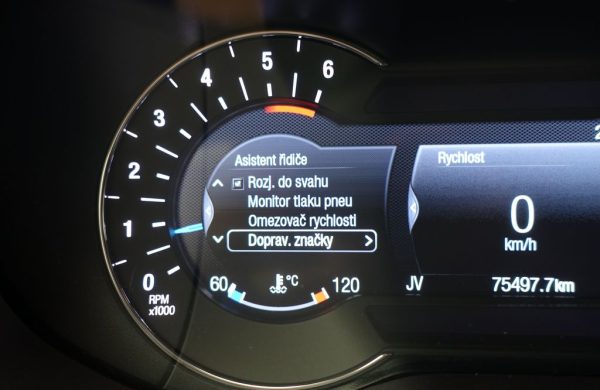 6
5
4
3
2
1
0
RPM
x1000
Asistent řidiče
Rozj. do svahu
Monitor tlaku pneu
Omezovač rychlosti
Doprav. značky
60 °C 120
Rychlost
0
km/h
JV 75497.7km
2